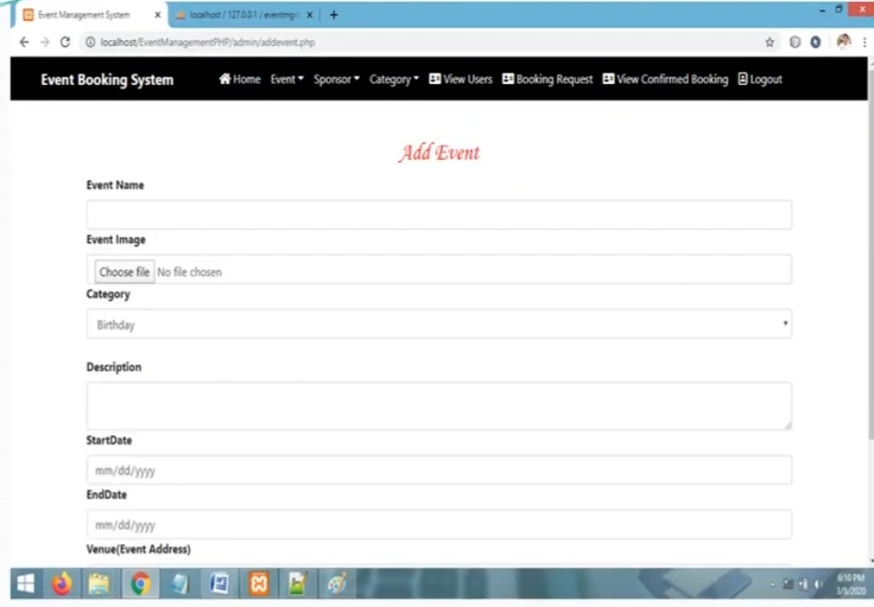 Event Management System
localhost / 127.0.0.1 / eventmg
localhost/EventManagementPHP/admin/addevent.php
Event Booking System Home Event Sponsor Category View Users Booking Request View Confirmed Booking Logout
Add Event
Event Name
Event Image
Choose file No file chosen
Category
Birthday
Description
StartDate
mm/dd/yyyy
EndDate
mm/dd/yyyy
Venue(Event Address)
6:10 PM
3/3/2020